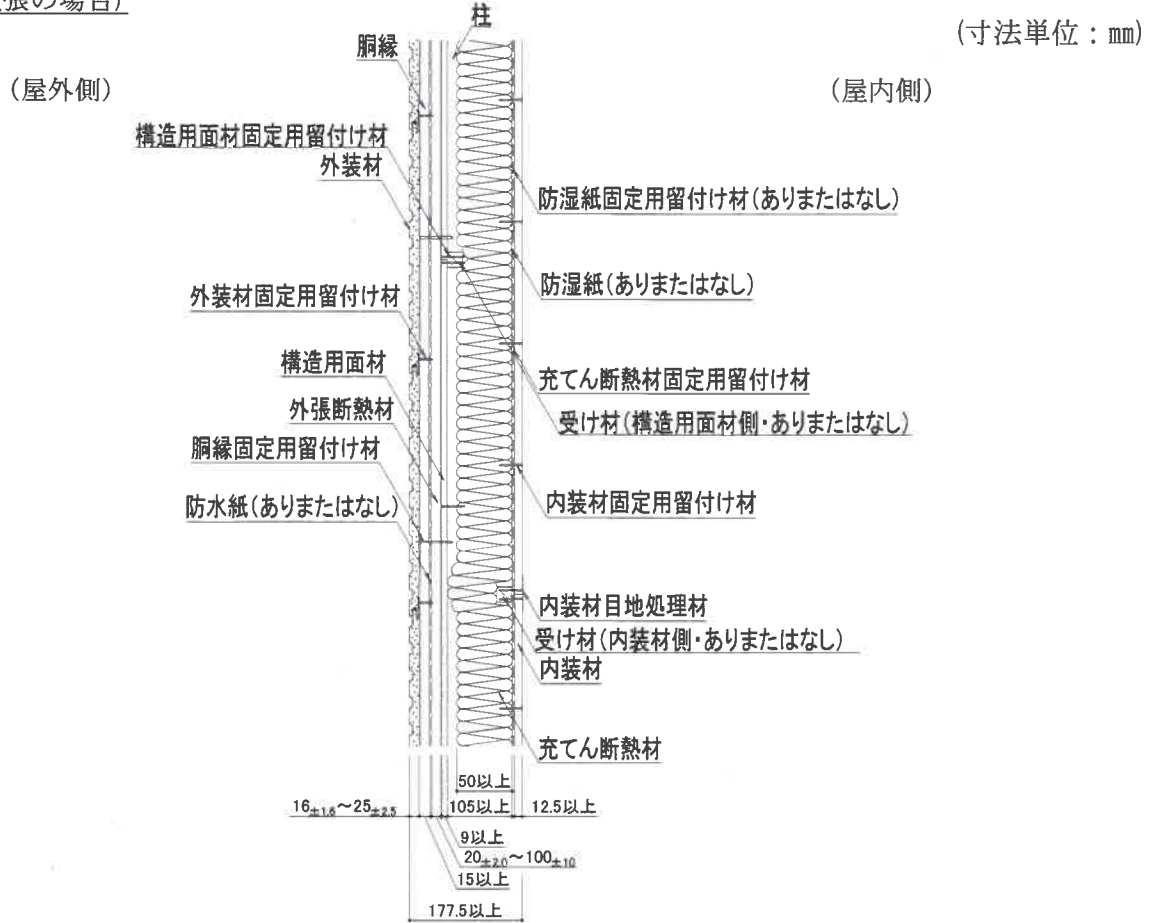 張の場合)
(寸法単位：mm)
柱
胴縁
(屋外側)
(屋内側)
構造用面材固定用留付け材
外装材
防湿紙固定用留付け材(ありまたはなし)
防湿紙(ありまたはなし)
外装材固定用留付け材
構造用面材
充てん断熱材固定用留付け材
外張断熱材
受け材(構造用面材側・ありまたはなし)
胴縁固定用留付け材
防水紙(ありまたはなし)
内装材固定用留付け材
内装材目地処理材
受け材(内装材側・ありまたはなし)
内装材
充てん断熱材
50以上
16±1.6～25±2.5
105以上
12.5以上
9以上
20±2.0～100±10
15以上
177.5以上